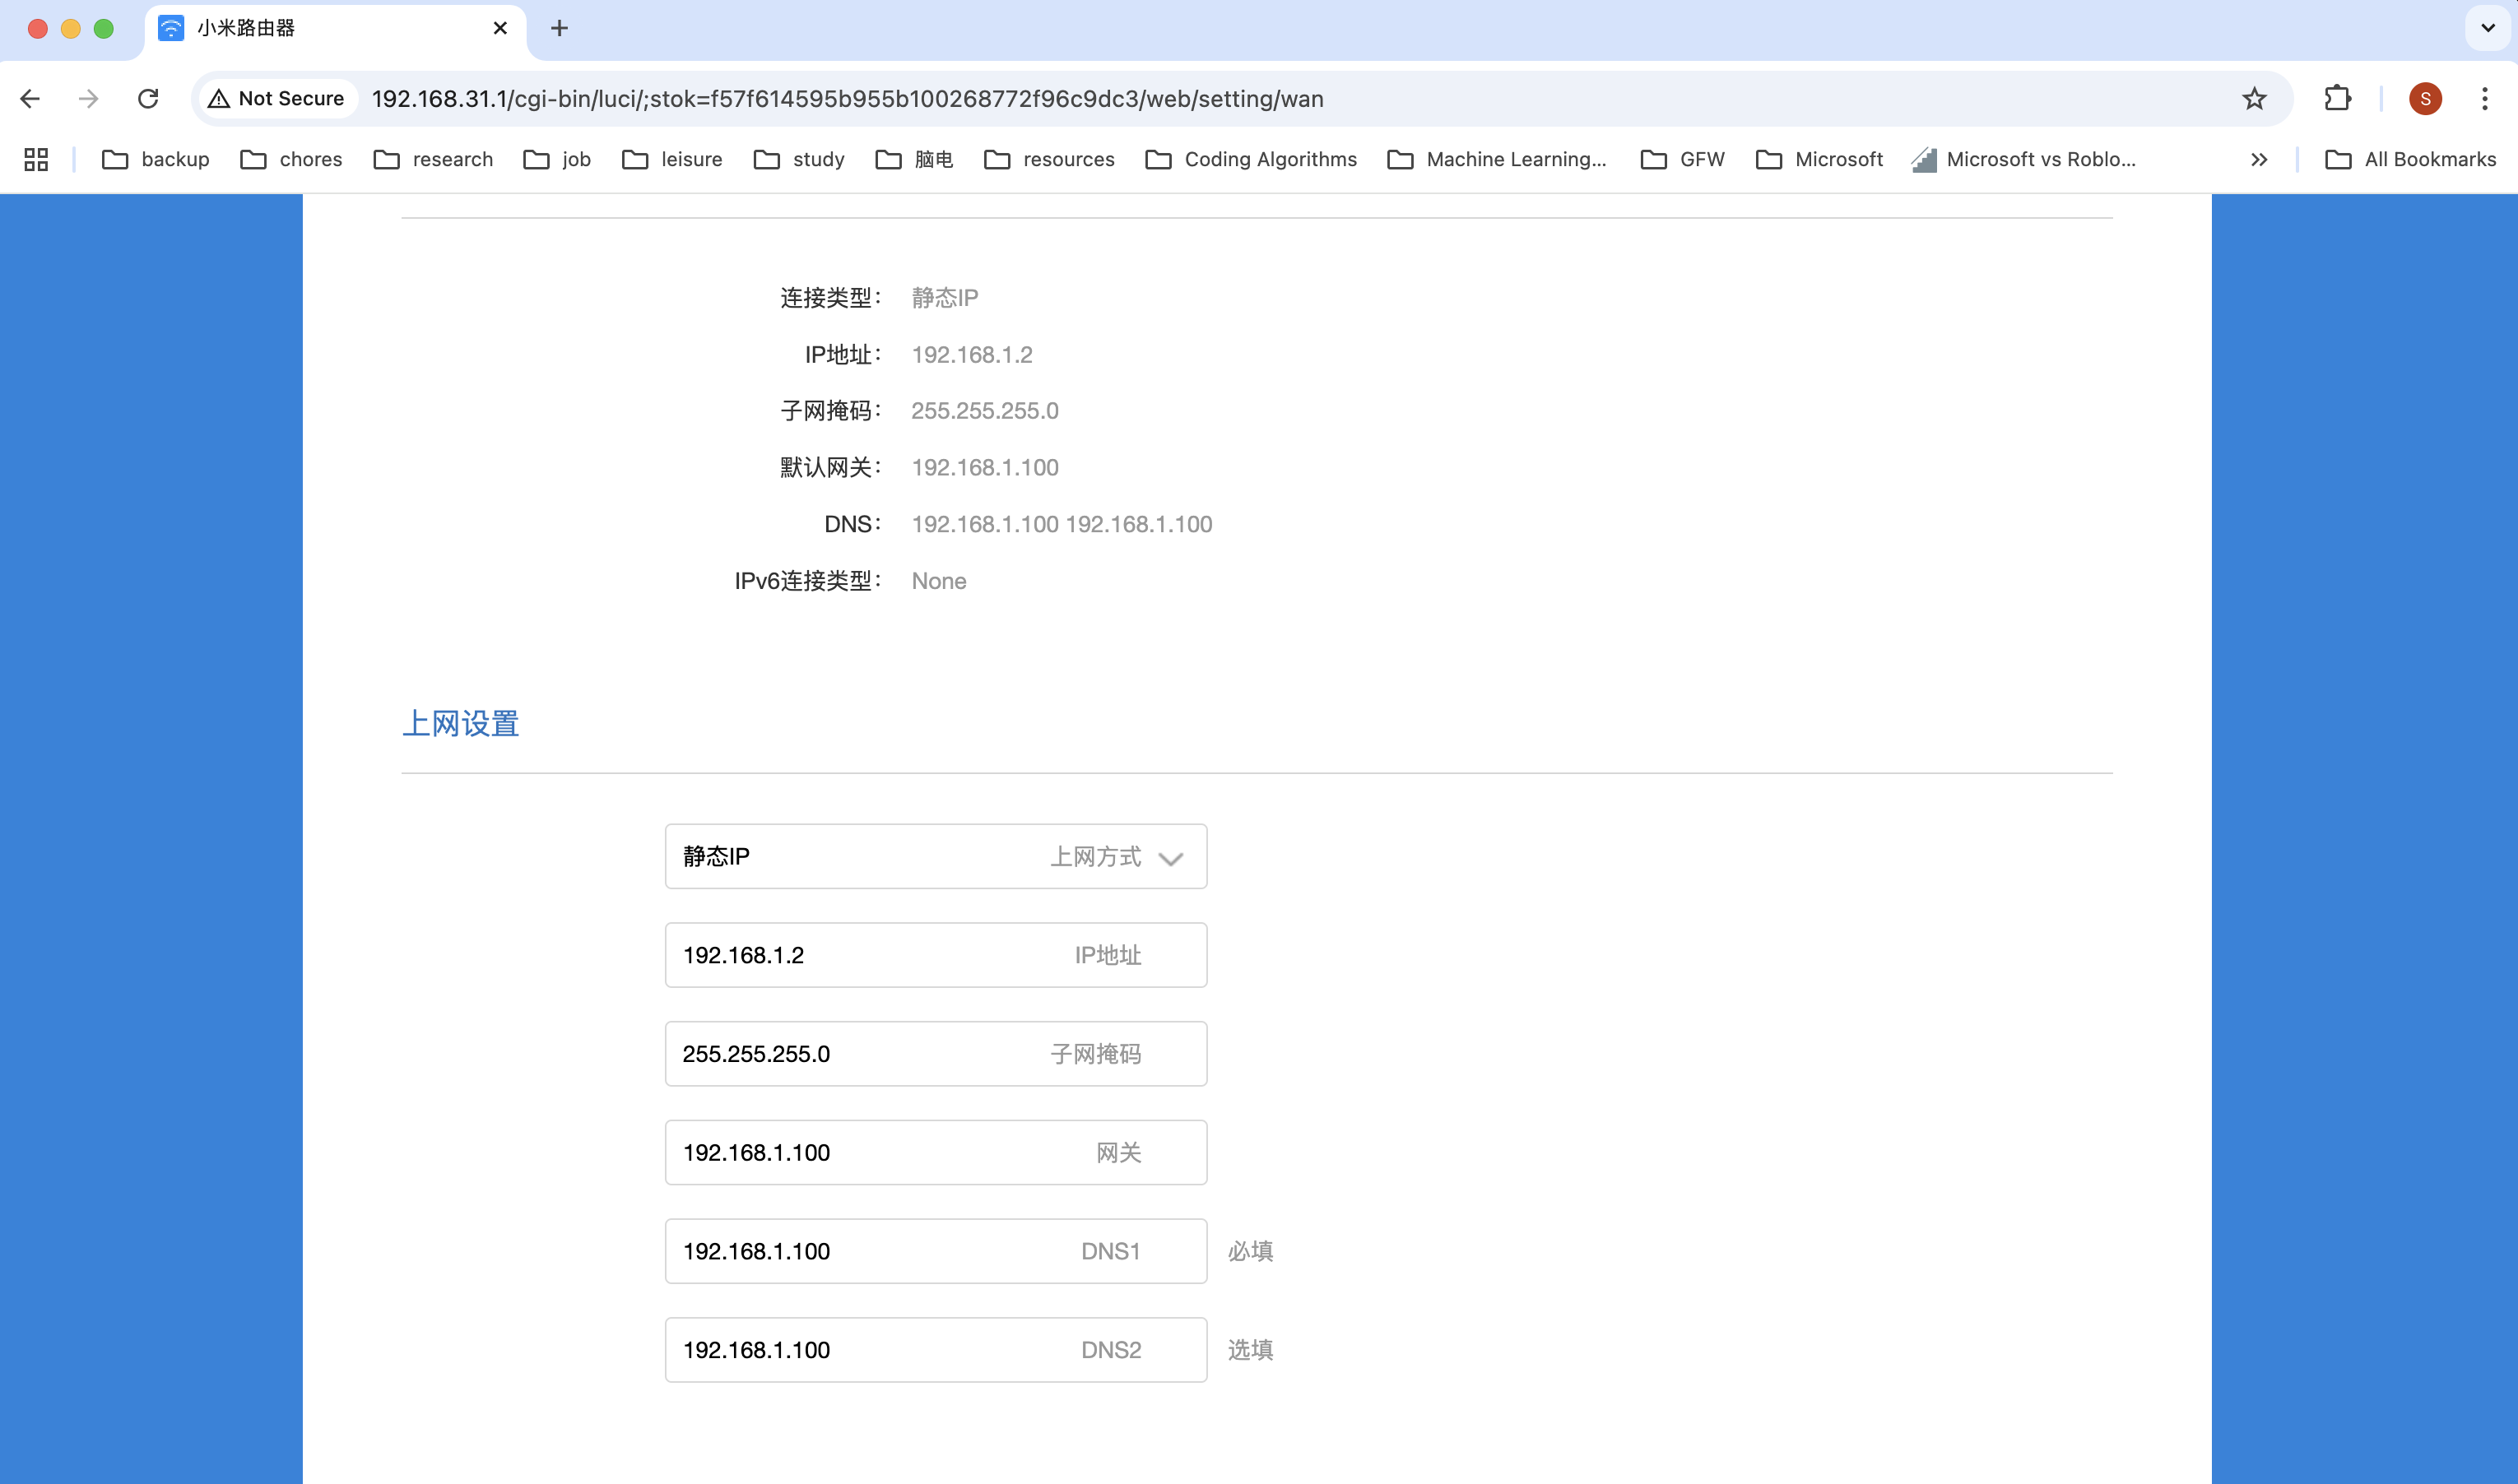 小米路由器
Not Secure 192.168.31.1/cgi-bin/luci/;stok=f57f614595b955b100268772f96c9dc3/web/setting/wan S
backup chores research job leisure study 脑电 resources Coding Algorithms Machine Learning... GFW Microsoft Microsoft vs Roblo... All Bookmarks
连接类型： 静态IP
IP地址： 192.168.1.2
子网掩码： 255.255.255.0
默认网关： 192.168.1.100
DNS： 192.168.1.100 192.168.1.100
IPv6连接类型： None
上网设置
静态IP 上网方式
192.168.1.2 IP地址
255.255.255.0 子网掩码
192.168.1.100 网关
192.168.1.100 DNS1 必填
192.168.1.100 DNS2 选填